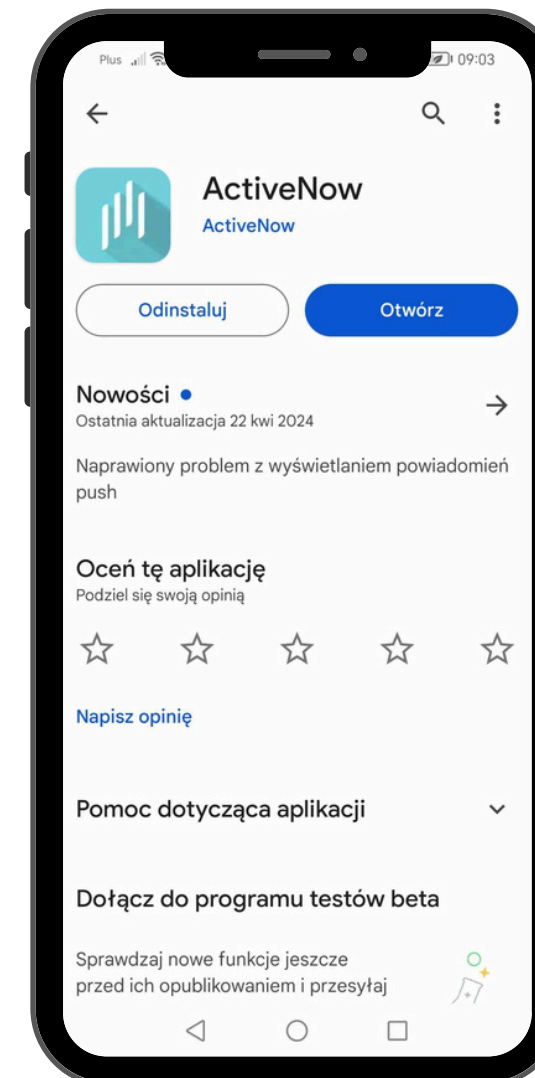 Plus 09:03
ActiveNow
ActiveNow
Odinstaluj Otwórz
Nowości
Ostatnia aktualizacja 22 kwi 2024
Naprawiony problem z wyświetlaniem powiadomień
push
Oceń tę aplikację
Podziel się swoją opinią
Napisz opinię
Pomoc dotycząca aplikacji
Dołącz do programu testów beta
Sprawdzaj nowe funkcje jeszcze
przed ich opublikowaniem i przesyłaj